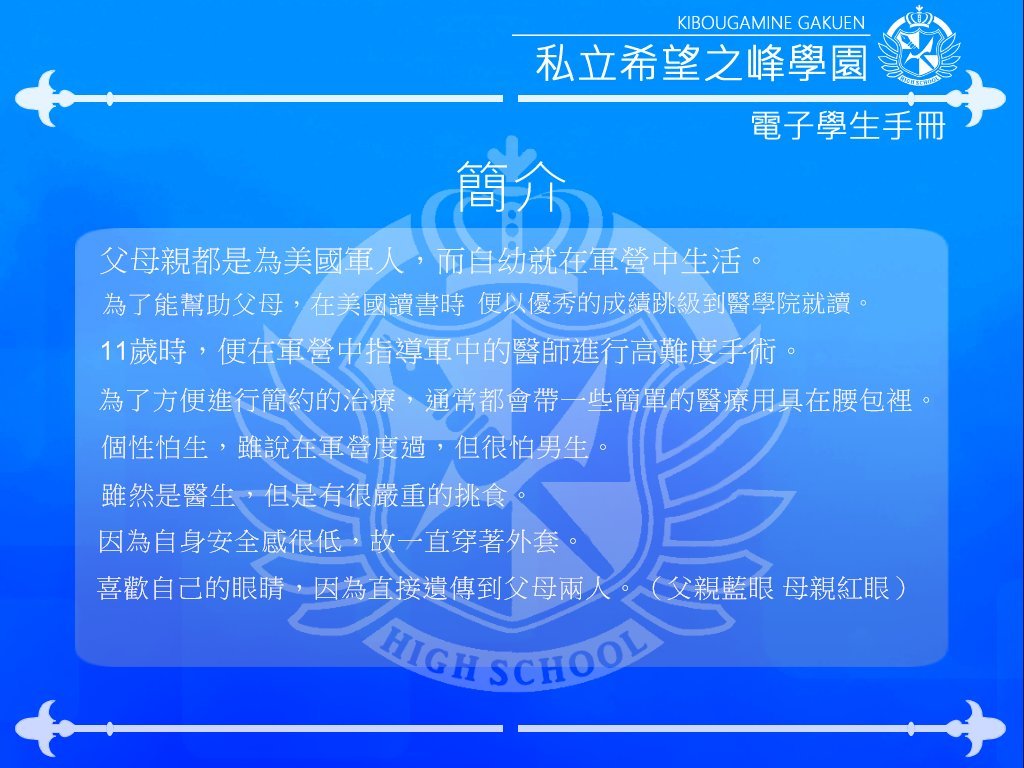 KIBOUGAMINE GAKUEN
私立希望之峰學園
HIGH SCHOOL
電子學生手冊
簡介
父母親都是為美國軍人，而自幼就在軍營中生活。
為了能幫助父母，在美國讀書時 便以優秀的成績跳級到醫學院就讀。
11歲時，便在軍營中指導軍中的醫師進行高難度手術。
為了方便進行簡約的治療，通常都會帶一些簡單的醫療用具在腰包裡。
個性怕生，雖說在軍營度過，但很怕男生。
雖然是醫生，但是有很嚴重的挑食。
因為自身安全感很低，故一直穿著外套。
喜歡自己的眼睛，因為直接遺傳到父母兩人。（父親藍眼 母親紅眼）
HIGH SCHOOL